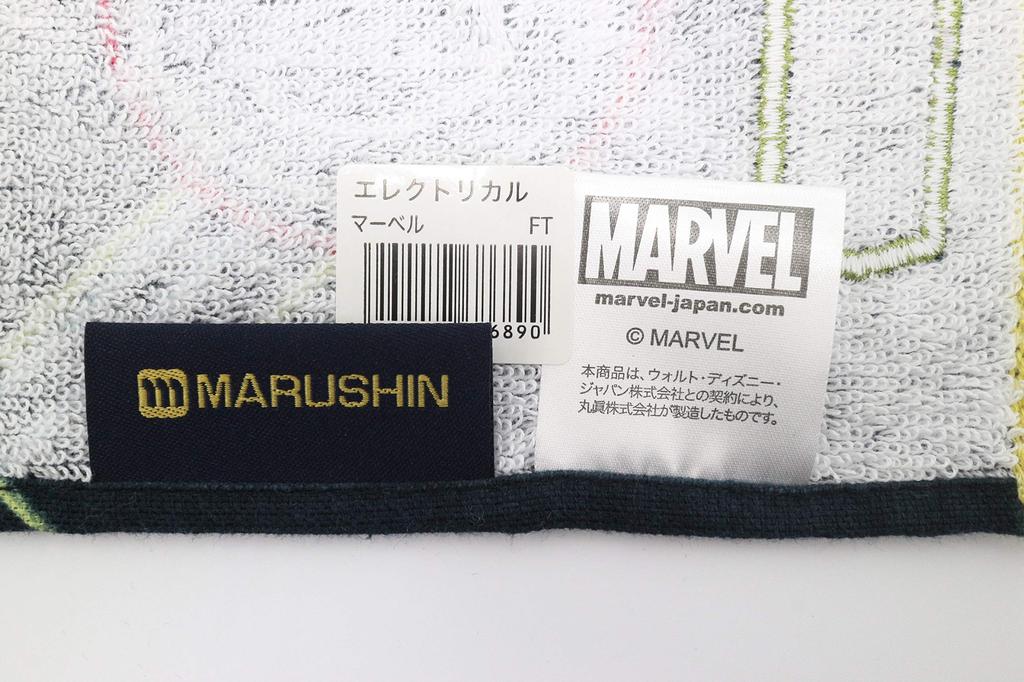 エレクトリカル
マーベル FT
6890
MARUSHIN
MARVEL
marvel-japan.com
© MARVEL
本商品は、ウォルト・ディズニー・
ジャパン株式会社との契約により、
丸眞株式会社が製造したものです。